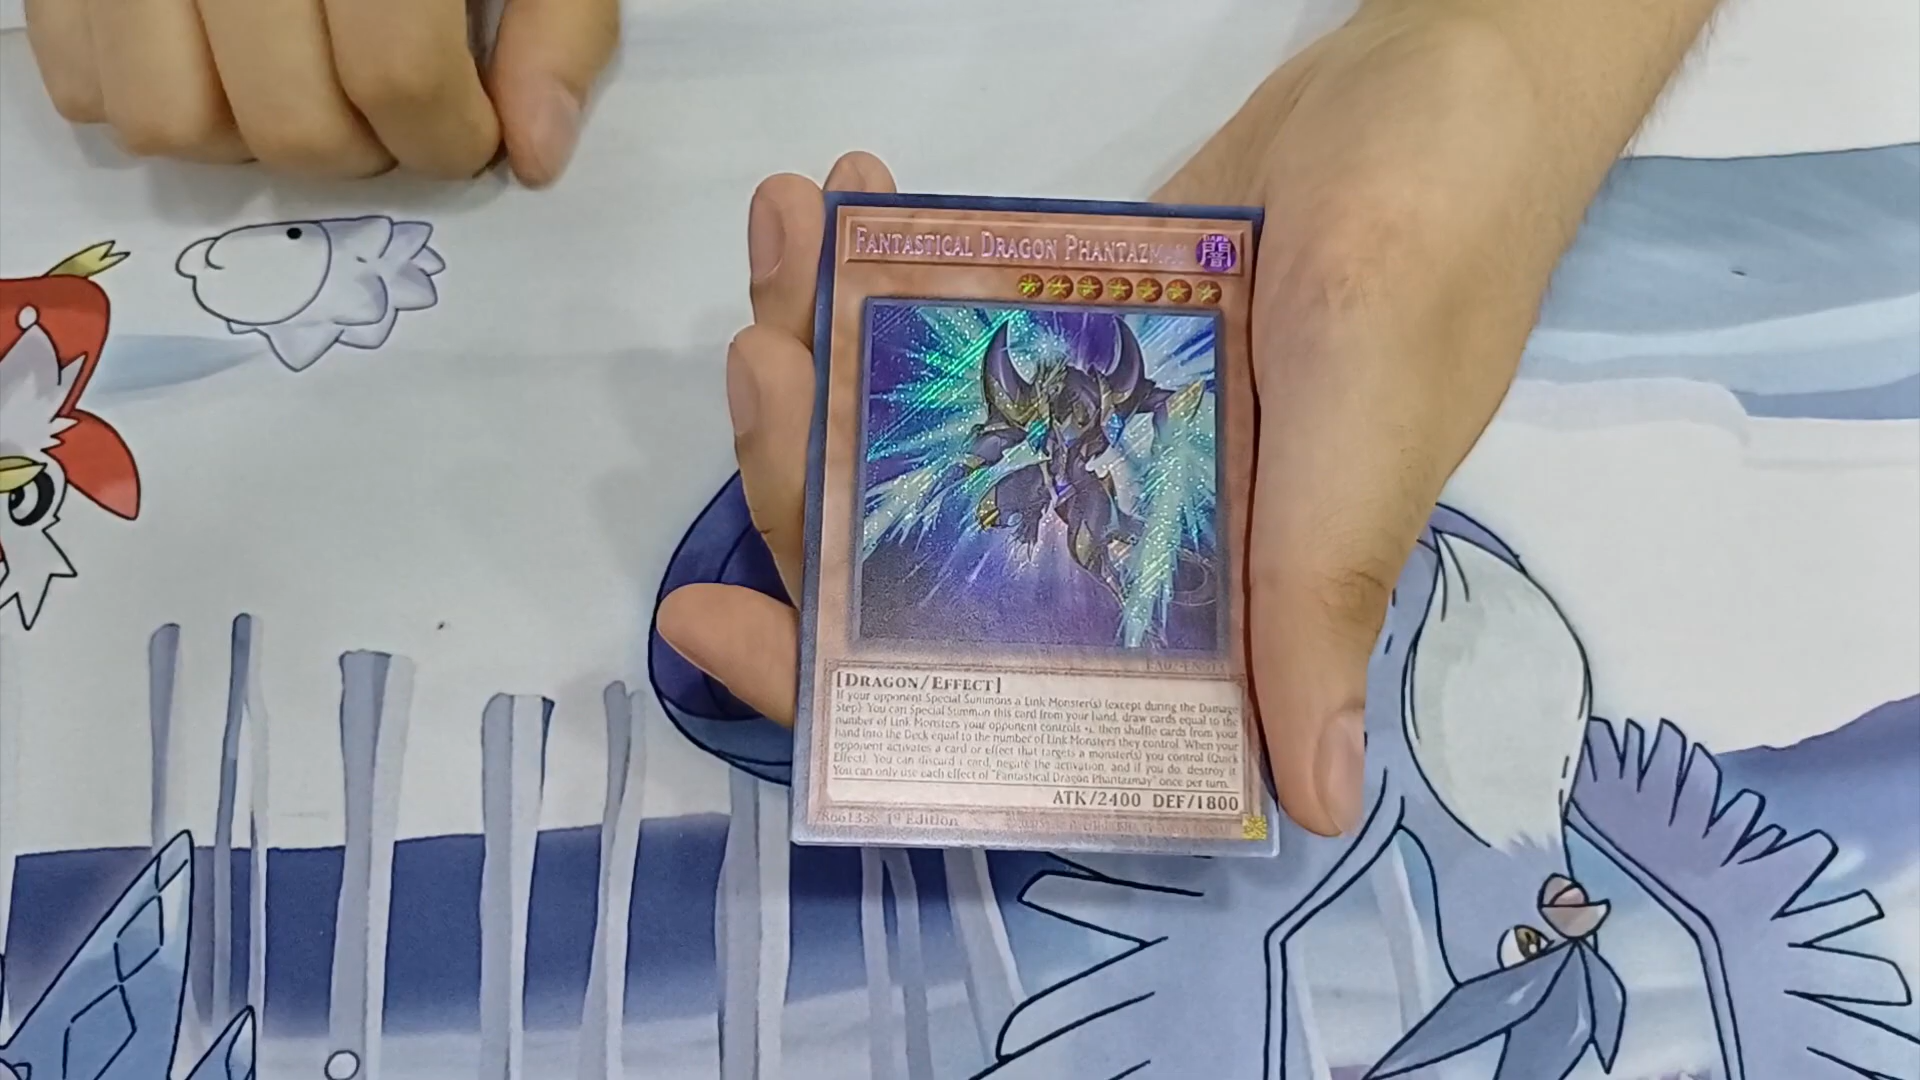 FANTASTICAL DRAGON PHANTAZMAY
DARK
闇
[DRAGON/EFFECT]
If your opponent Special Summons a Link Monster(s) (except during the Damage
Step): You can Special Summon this card from your hand, draw cards equal to the
number of Link Monsters your opponent controls +1, then shuffle cards from your
hand into the Deck equal to the number of Link Monsters they control. When your
opponent activates a card or effect that targets a monster(s) you control (Quick
Effect): You can discard 1 card, negate the activation, and if you do, destroy it.
You can only use each effect of "Fantastical Dragon Phantazmay" once per turn.
ATK/2400 DEF/1800
1st Edition